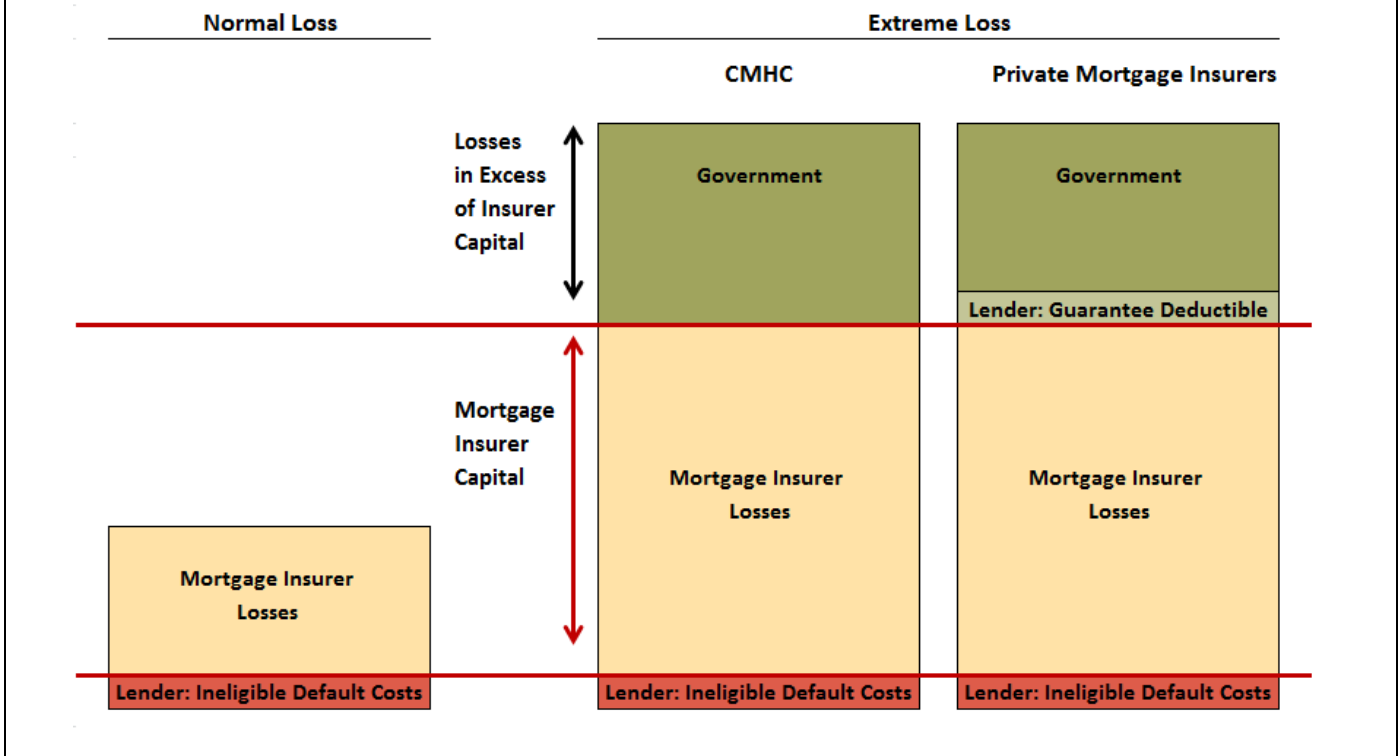 Normal Loss
Extreme Loss
CMHC
Private Mortgage Insurers
Losses
in Excess
of Insurer
Capital
Government
Government
Lender: Guarantee Deductible
Mortgage
Insurer
Capital
Mortgage Insurer
Losses
Mortgage Insurer
Losses
Mortgage Insurer
Losses
Lender: Ineligible Default Costs
Lender: Ineligible Default Costs
Lender: Ineligible Default Costs